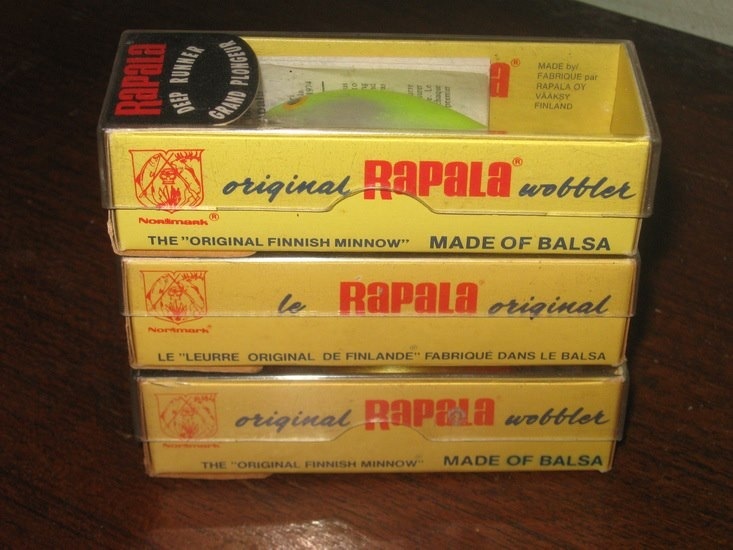 RAPALA
DEEP RUNNER
GRAND PLONGEUR
MADE by/
FABRIQUE par
RAPALA OY
VÄÄKSY
FINLAND
original RAPALA® wobbler
Normark®
THE "ORIGINAL FINNISH MINNOW" MADE OF BALSA
le RAPALA original
Normark®
LE "LEURRE ORIGINAL DE FINLANDE" FABRIQUÉ DANS LE BALSA
original RAPALA wobbler
Normark
THE "ORIGINAL FINNISH MINNOW" MADE OF BALSA